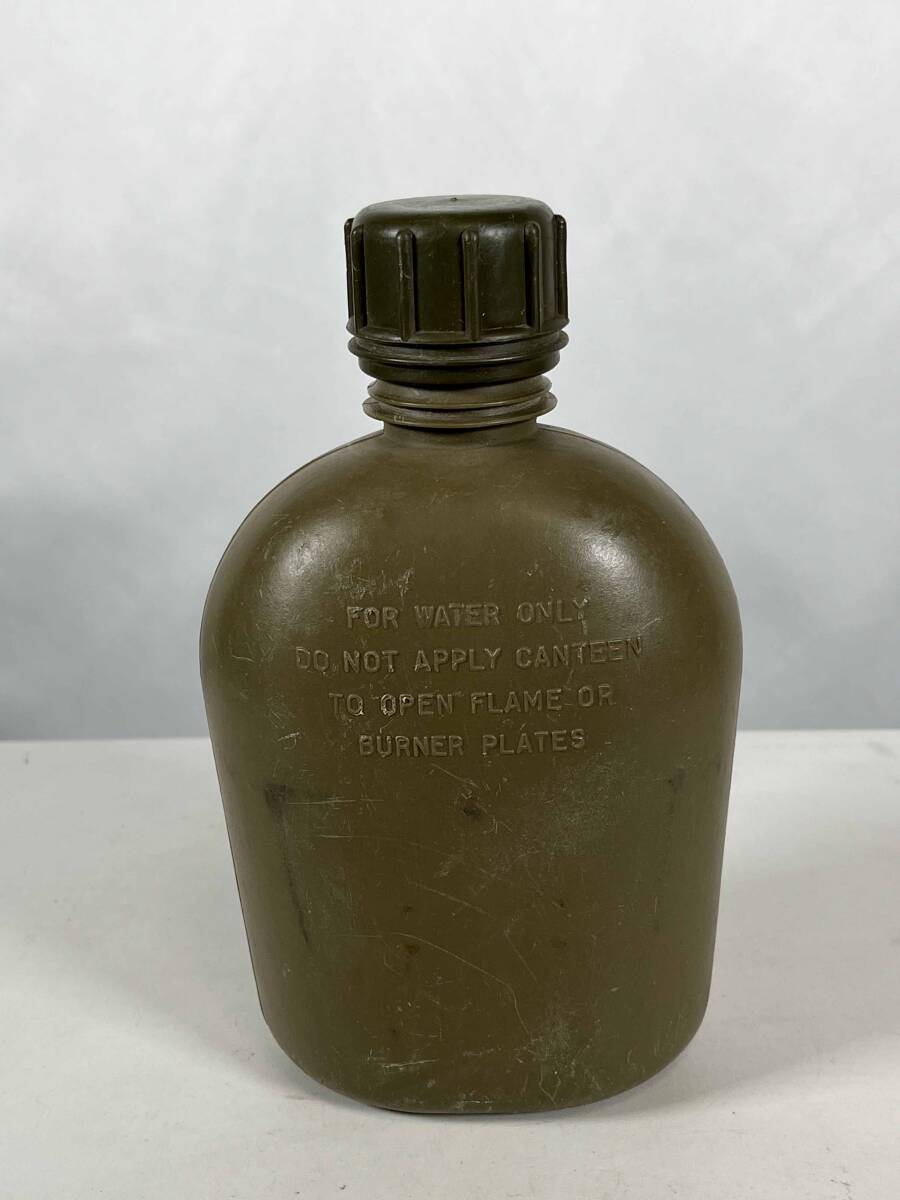 FOR WATER ONLY
DO NOT APPLY CANTEEN
TO OPEN FLAME OR
BURNER PLATES